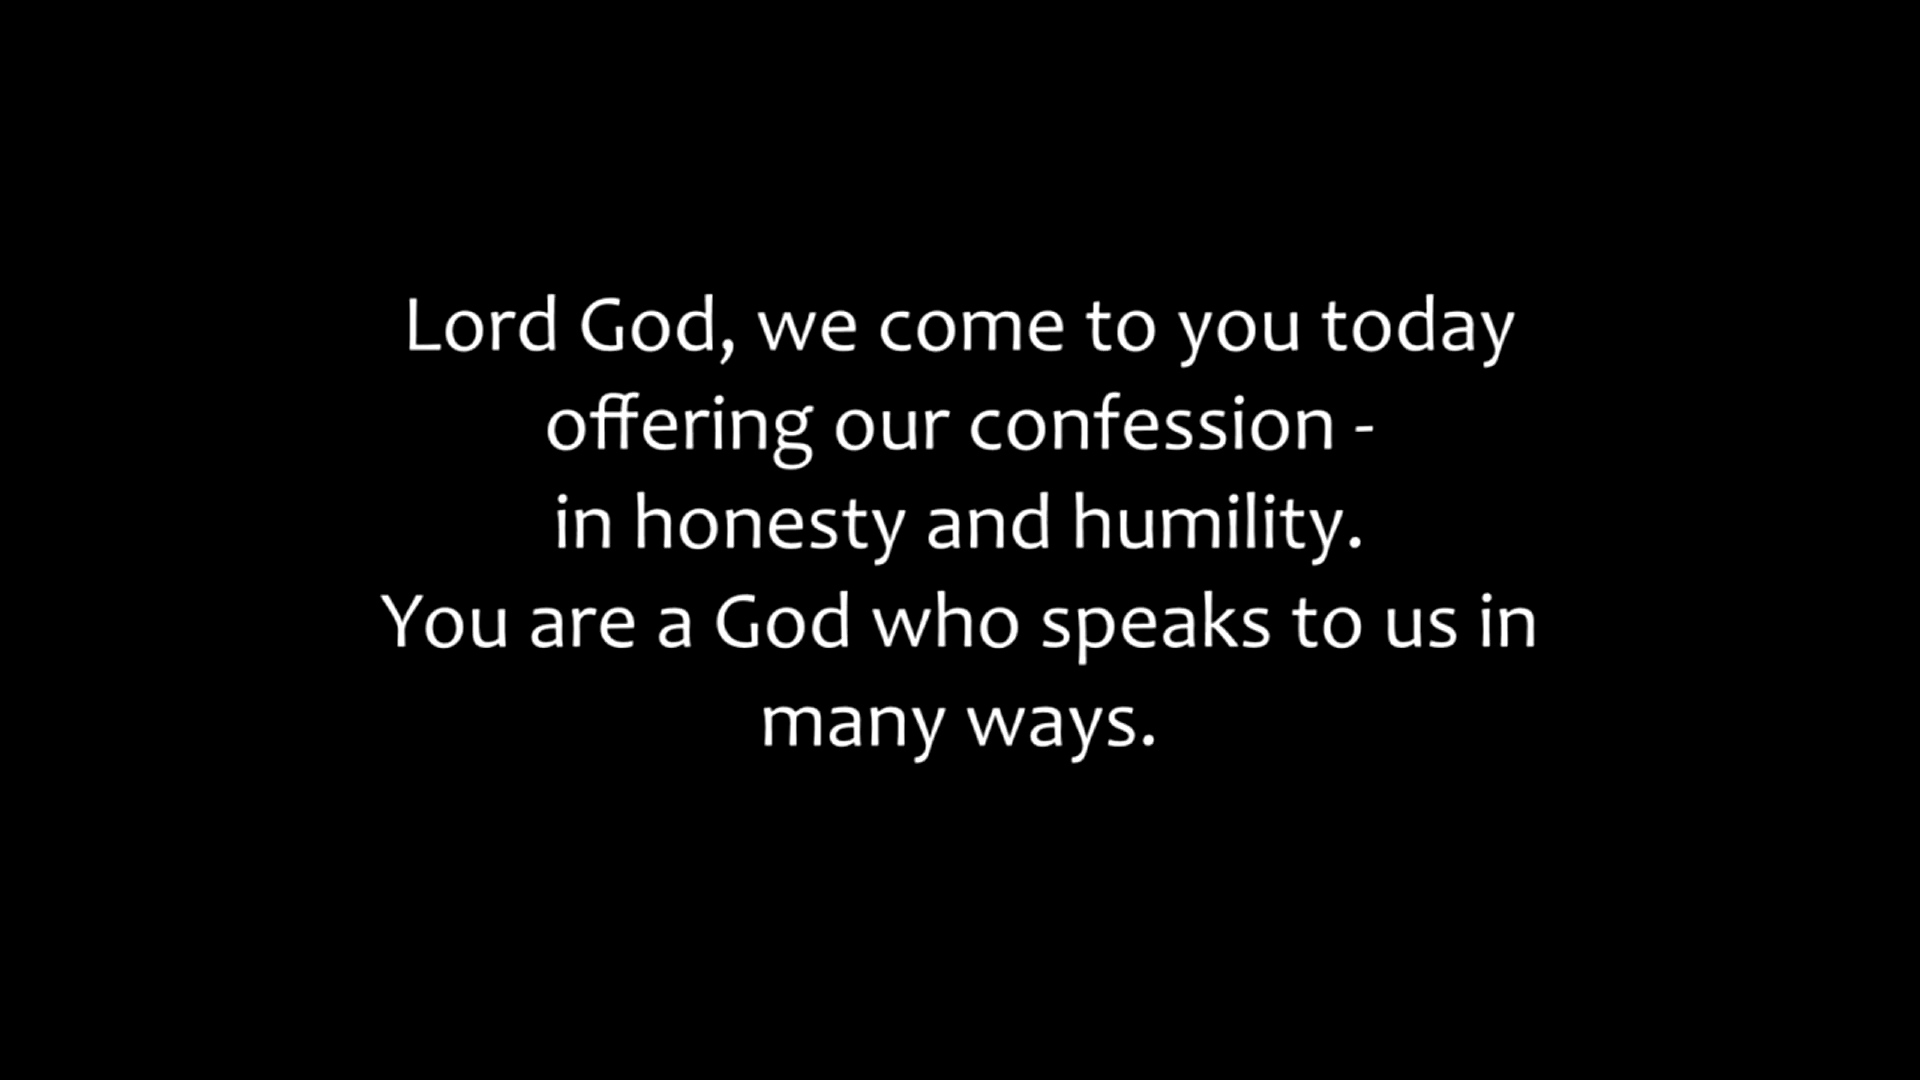 Lord God, we come to you today
offering our confession -
in honesty and humility.
You are a God who speaks to us in
many ways.